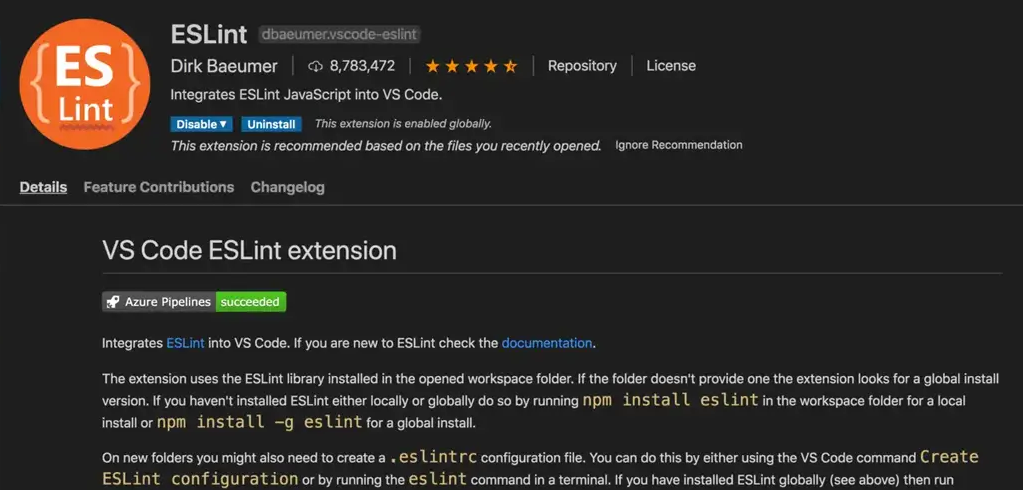 ES
Lint
ESLint dbaeumer.vscode-eslint
Dirk Baeumer 8,783,472 Repository License
Integrates ESLint JavaScript into VS Code.
Disable Uninstall This extension is enabled globally.
This extension is recommended based on the files you recently opened. Ignore Recommendation
Details Feature Contributions Changelog
VS Code ESLint extension
Azure Pipelines succeeded
Integrates ESLint into VS Code. If you are new to ESLint check the documentation.
The extension uses the ESLint library installed in the opened workspace folder. If the folder doesn't provide one the extension looks for a global install
version. If you haven't installed ESLint either locally or globally do so by running npm install eslint in the workspace folder for a local
install or npm install -g eslint for a global install.
On new folders you might also need to create a .eslintrc configuration file. You can do this by either using the VS Code command Create
ESLint configuration or by running the eslint command in a terminal. If you have installed ESLint globally (see above) then run